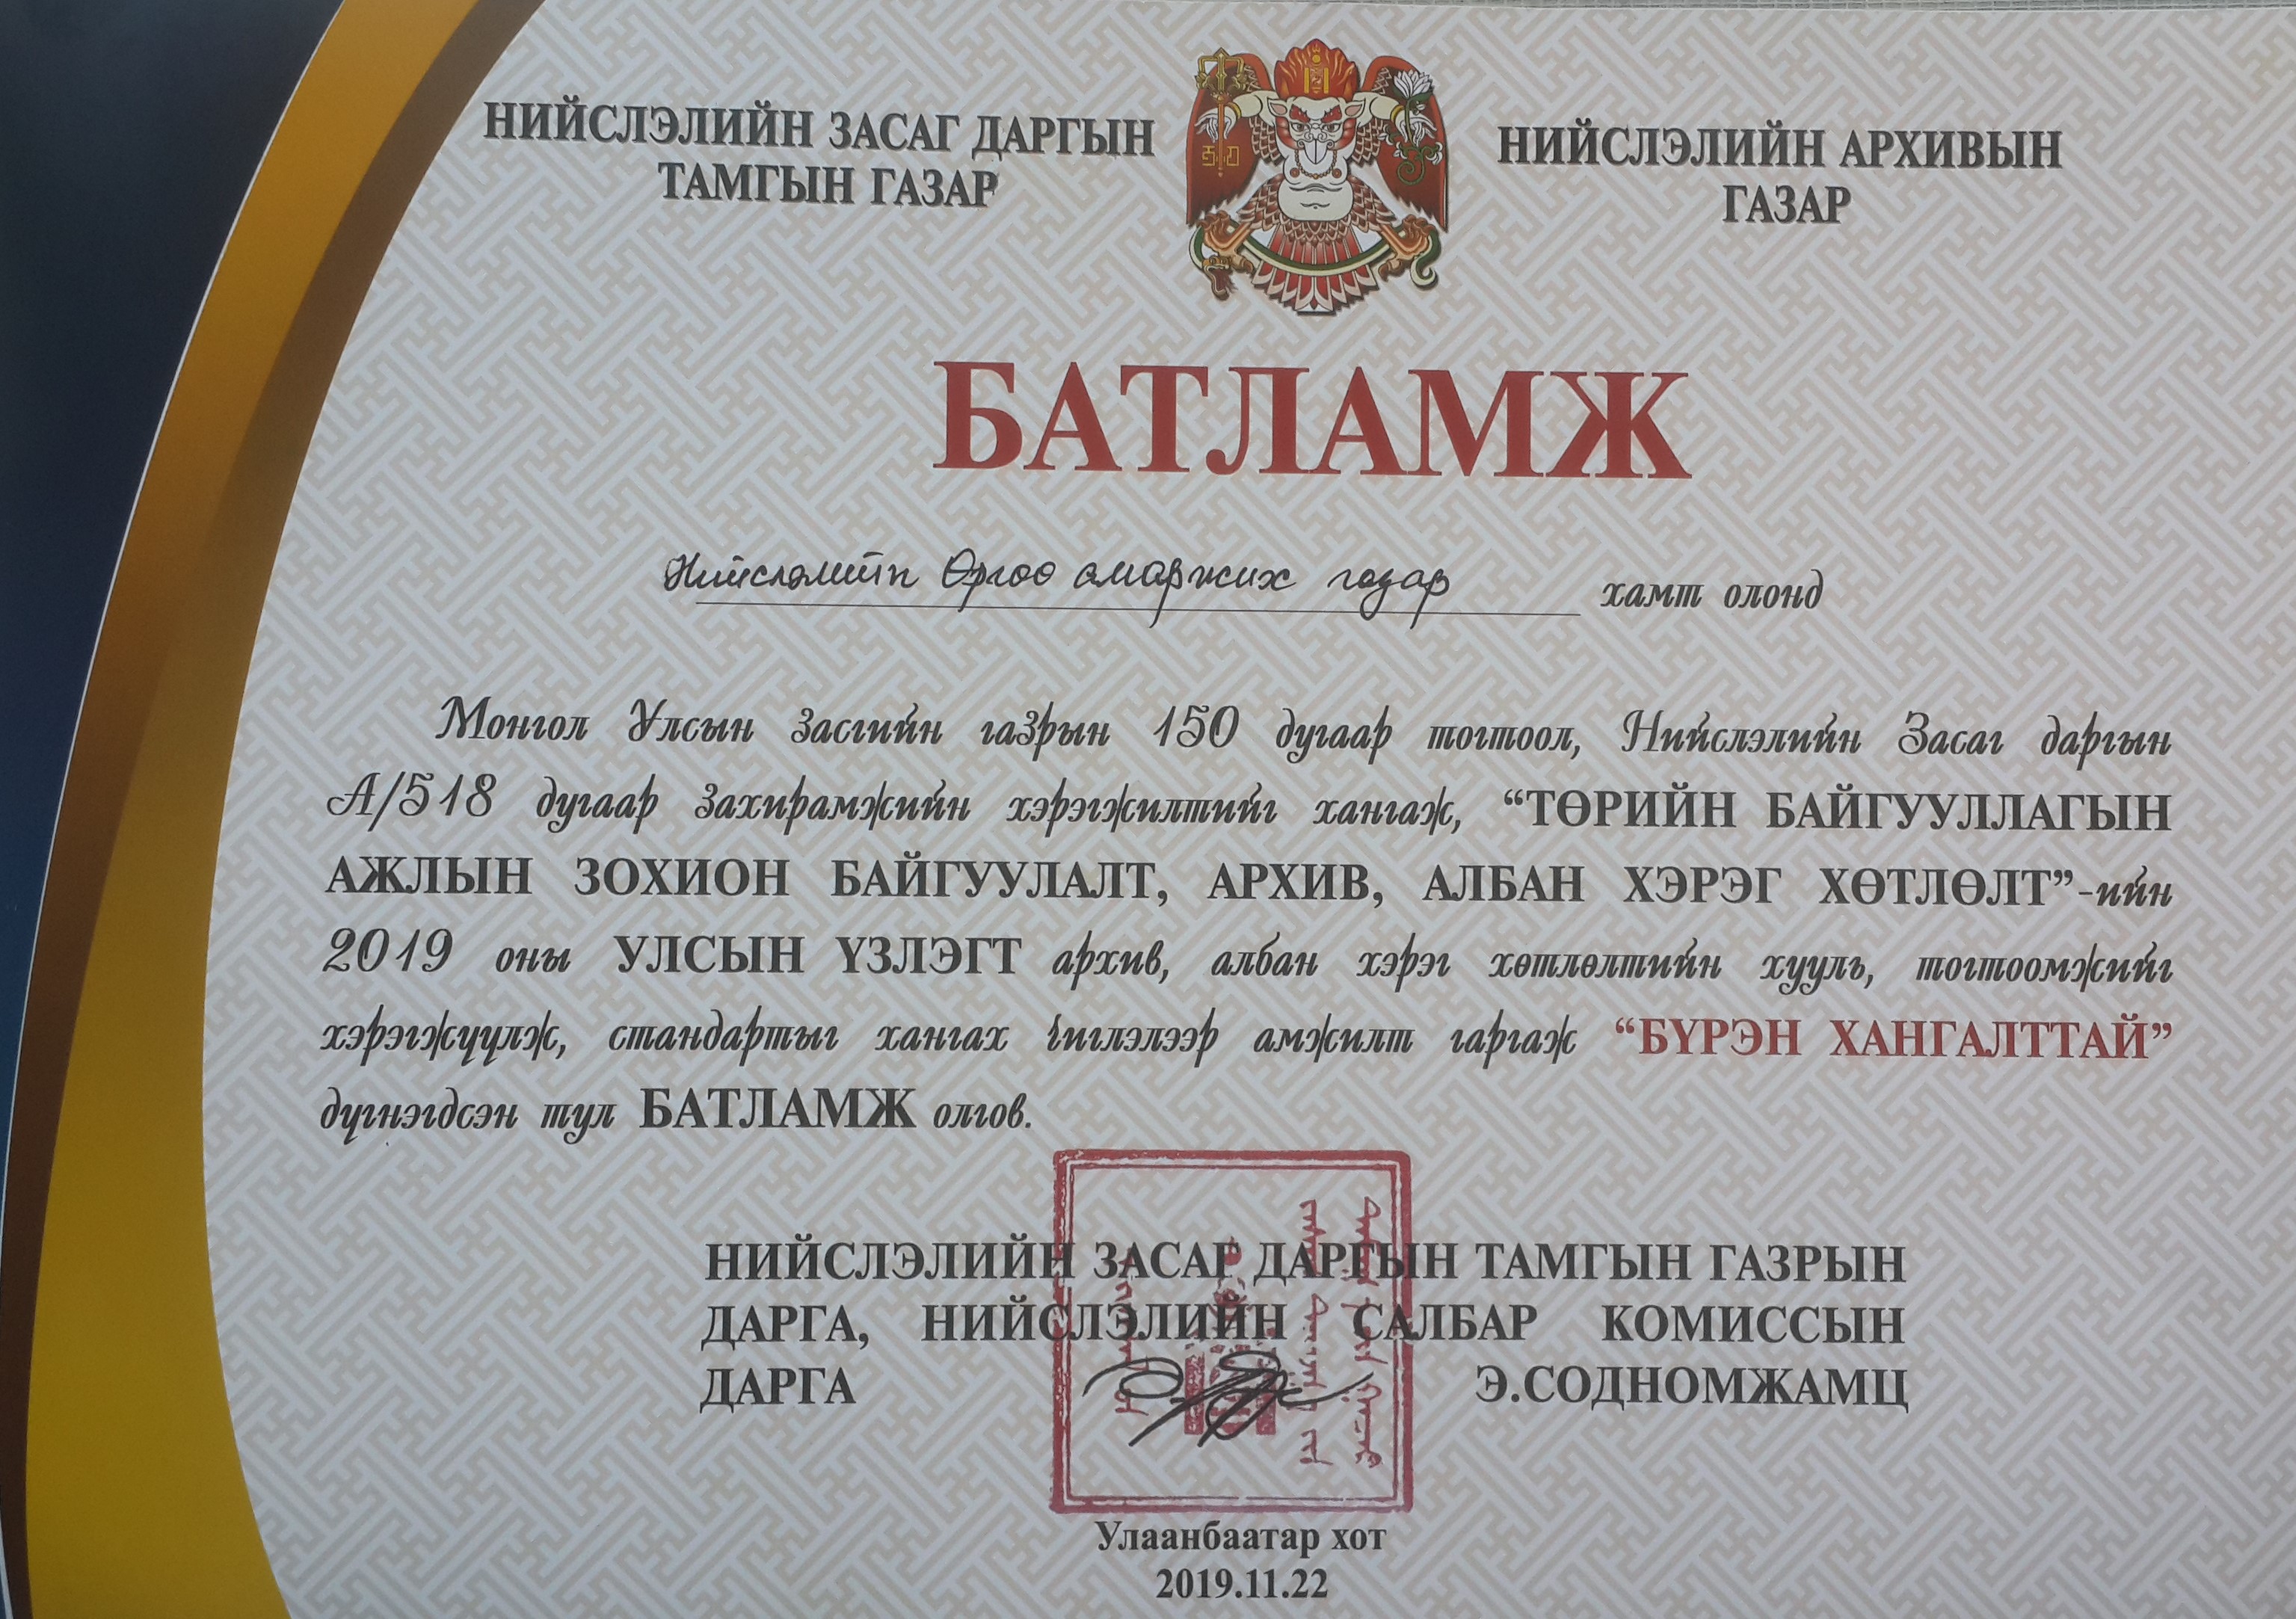 НИЙСЛЭЛИЙН ЗАСАГ ДАРГЫН
ТАМГЫН ГАЗАР
НИЙСЛЭЛИЙН АРХИВЫН
ГАЗАР
БАТЛАМЖ
Нийслэлийн Өргөө амаржих газар хамт олонд
Монгол Улсын засгийн газрын 150 дугаар тогтоол, Нийслэлийн Засаг даргын
А/518 дугаар захирамжийн хэрэгжилтийг хангаж, “ТӨРИЙН БАЙГУУЛЛАГЫН
АЖЛЫН ЗОХИОН БАЙГУУЛАЛТ, АРХИВ, АЛБАН ХЭРЭГ ХӨТЛӨЛТ”-ийн
2019 оны УЛСЫН ҮЗЛЭГТ архив, албан хэрэг хөтлөлтийн хууль, тогтоомжийг
хэрэгжүүлж, стандартыг хангах чиглэлээр амжилт гаргаж “БҮРЭН ХАНГАЛТТАЙ”
дүгнэгдсэн тул БАТЛАМЖ олгов.
НИЙСЛЭЛИЙН ЗАСАГ ДАРГЫН ТАМГЫН ГАЗРЫН
ДАРГА, НИЙСЛЭЛИЙН САЛБАР КОМИССЫН
ДАРГА Э.СОДНОМЖАМЦ
Улаанбаатар хот
2019.11.22